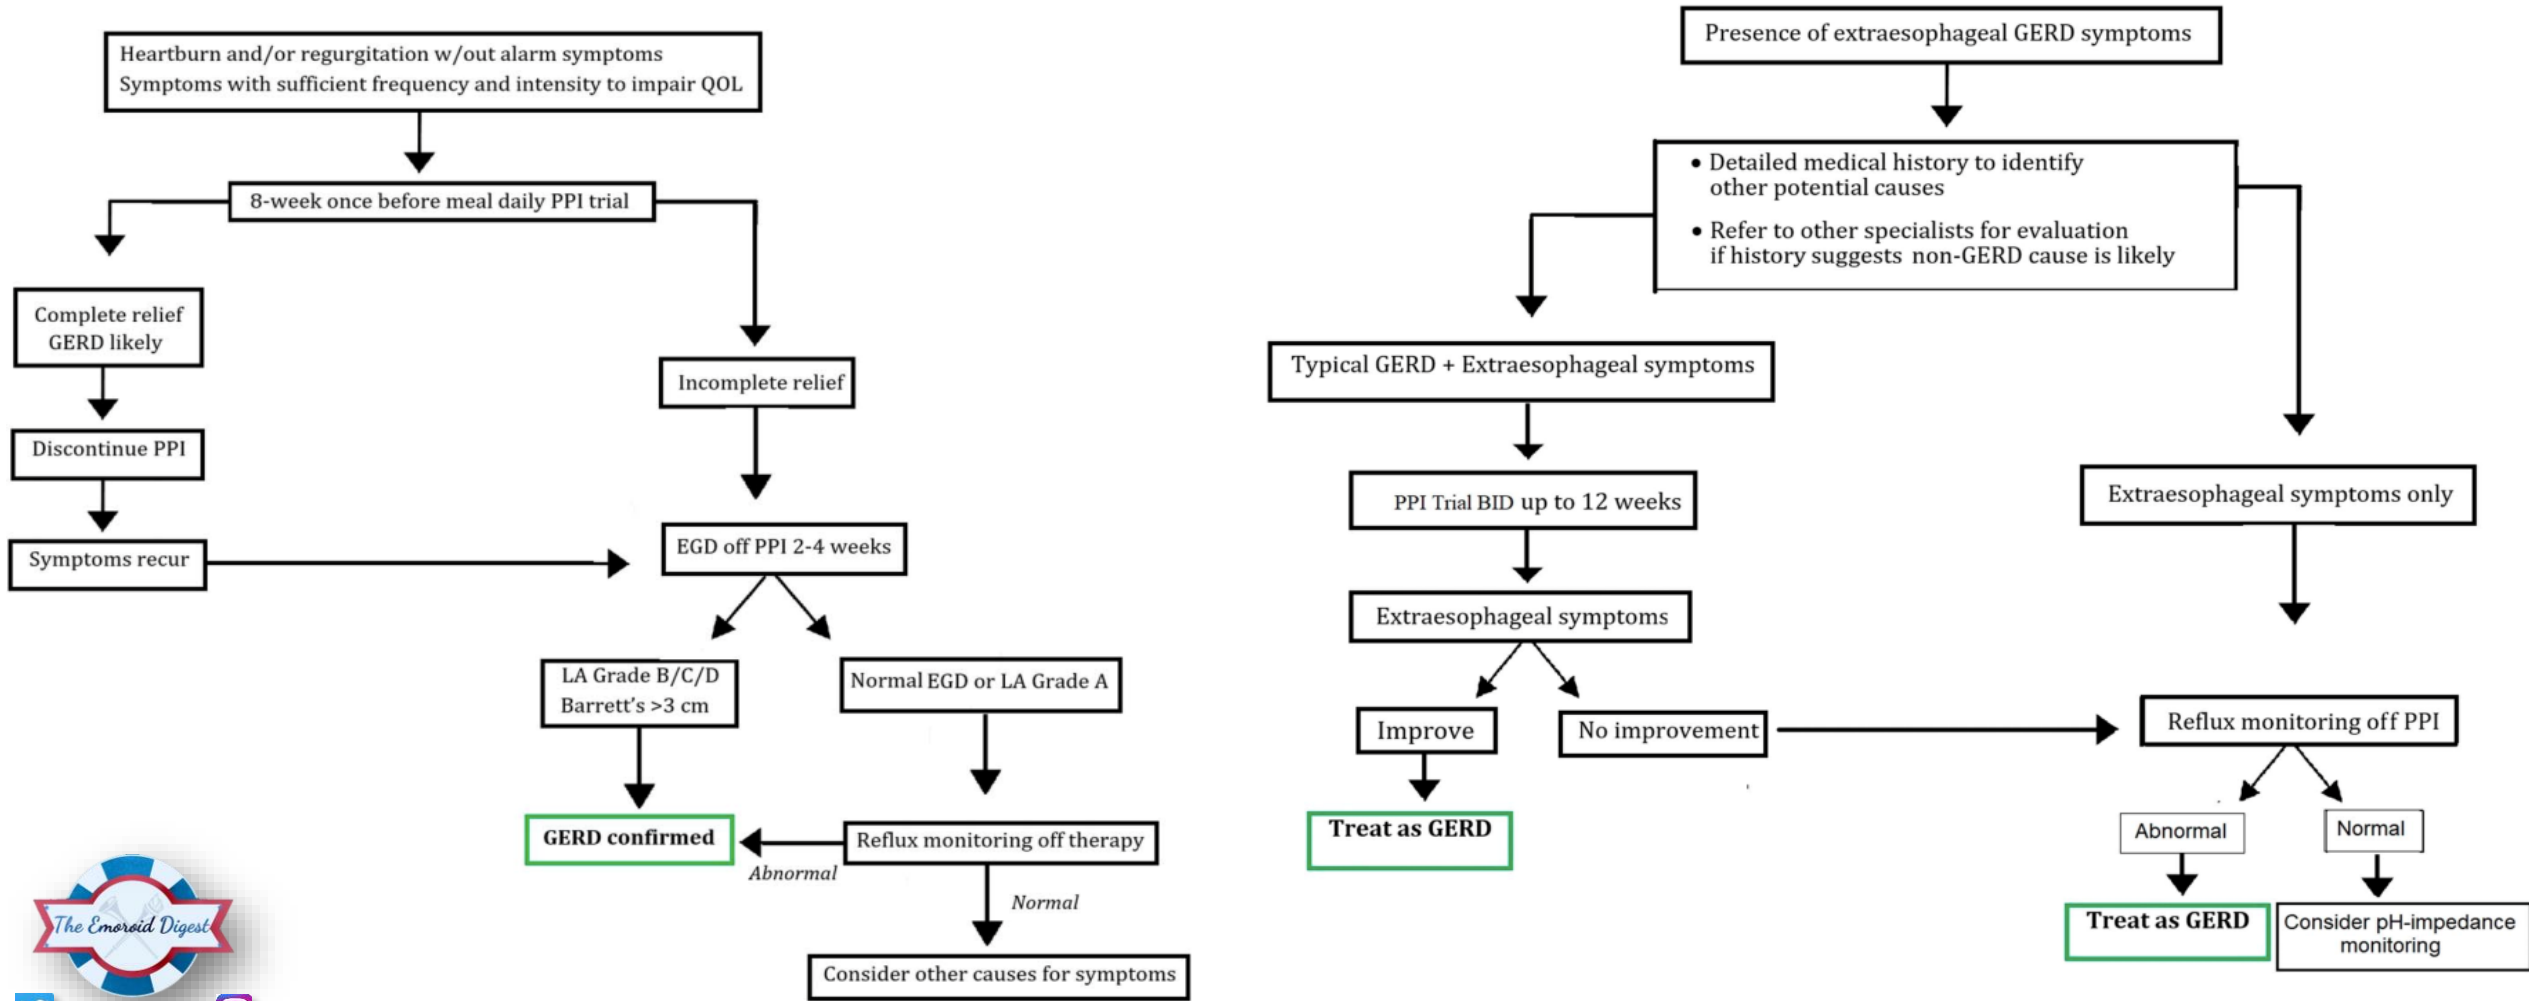 Heartburn and/or regurgitation w/out alarm symptoms
Symptoms with sufficient frequency and intensity to impair QOL
8-week once before meal daily PPI trial
Complete relief
GERD likely
Incomplete relief
Discontinue PPI
Symptoms recur
EGD off PPI 2-4 weeks
LA Grade B/C/D
Barrett's >3 cm
Normal EGD or LA Grade A
GERD confirmed
Reflux monitoring off therapy
Abnormal
Normal
Consider other causes for symptoms
The Emoroid Digest
Presence of extraesophageal GERD symptoms
• Detailed medical history to identify
other potential causes
• Refer to other specialists for evaluation
if history suggests non-GERD cause is likely
Typical GERD + Extraesophageal symptoms
PPI Trial BID up to 12 weeks
Extraesophageal symptoms only
Extraesophageal symptoms
Improve
No improvement
Reflux monitoring off PPI
Treat as GERD
Abnormal
Normal
Treat as GERD
Consider pH-impedance
monitoring